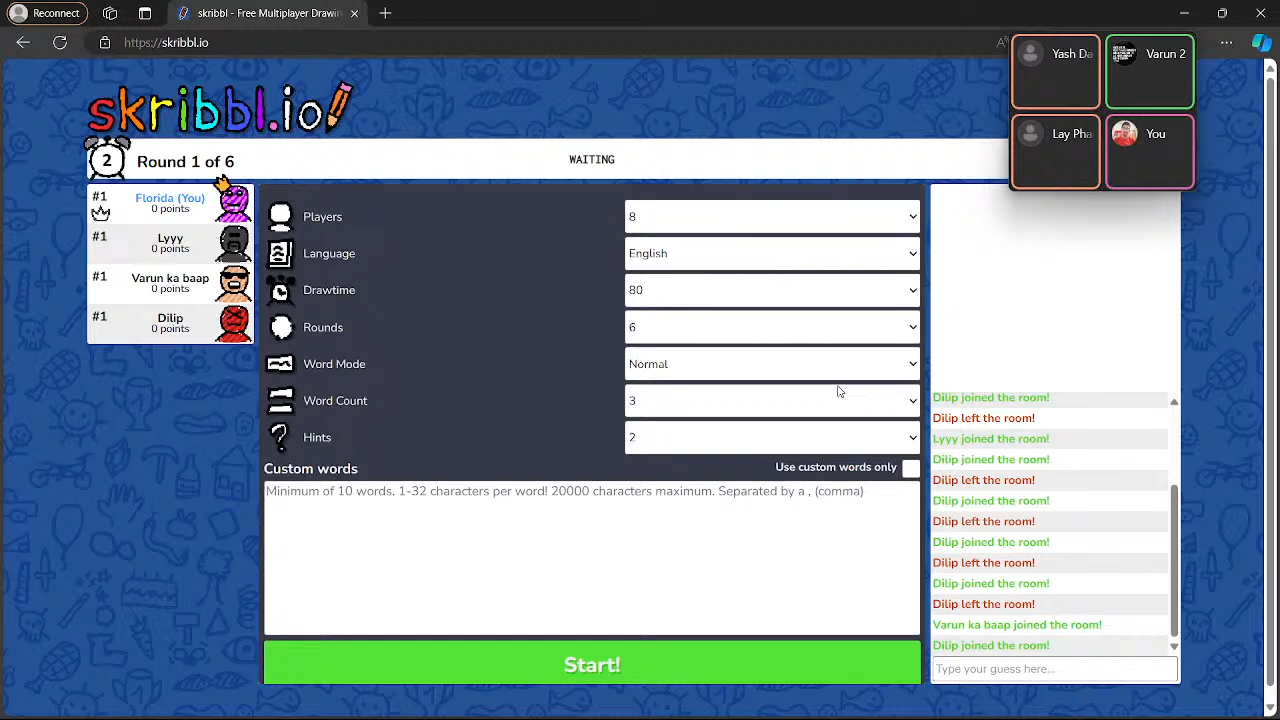 Reconnect
skribbl - Free Multiplayer Drawin
https://skribbl.io
Yash Da
Varun 2
Lay Pha
You
skribbl.io
2
Round 1 of 6
WAITING
#1
Florida (You)
0 points
#1
Lyyy
0 points
#1
Varun ka baap
0 points
#1
Dilip
0 points
Players
8
Language
English
Drawtime
80
Rounds
6
Word Mode
Normal
Word Count
3
Hints
2
Custom words
Use custom words only
Minimum of 10 words. 1-32 characters per word! 20000 characters maximum. Separated by a , (comma)
Start!
Dilip joined the room!
Dilip left the room!
Lyyy joined the room!
Dilip joined the room!
Dilip left the room!
Dilip joined the room!
Dilip left the room!
Dilip joined the room!
Dilip left the room!
Dilip joined the room!
Dilip left the room!
Varun ka baap joined the room!
Dilip joined the room!
Type your guess here...